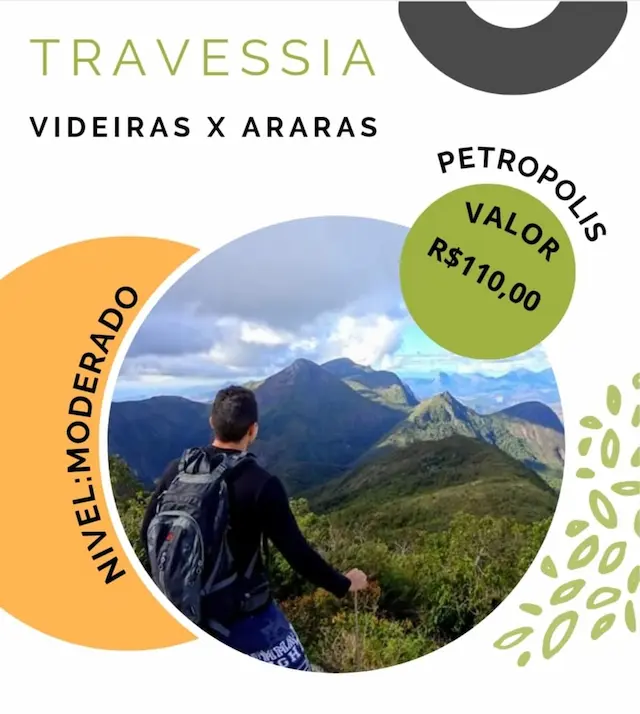 TRAVESSIA
VIDEIRAS X ARARAS
PETROPOLIS
VALOR
R$110,00
NIVEL:MODERADO